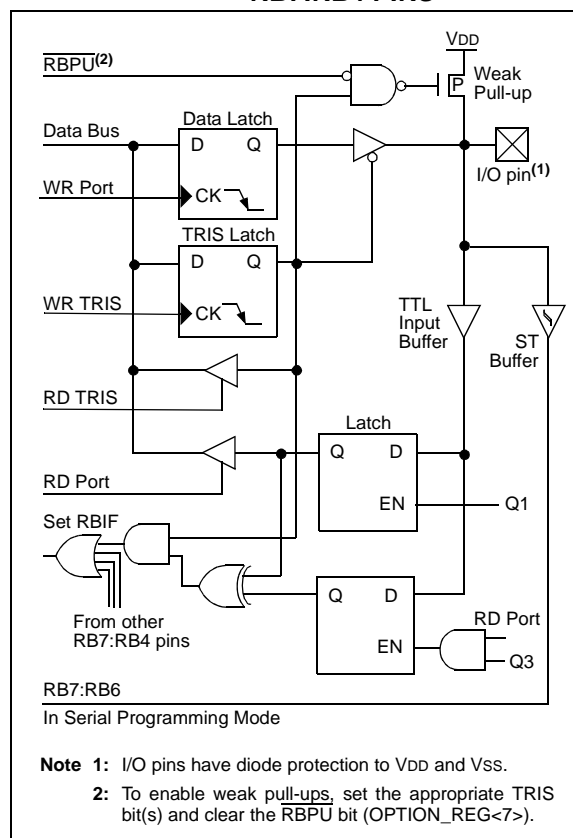 VDD
RBPU(2)
P
Weak
Pull-up
Data Bus
Data Latch
D Q
I/O pin(1)
WR Port
CK
TRIS Latch
D Q
WR TRIS
CK
TTL
Input
Buffer
ST
Buffer
RD TRIS
Latch
Q D
RD Port
EN
Q1
Set RBIF
Q D
RD Port
From other
RB7:RB4 pins
EN
Q3
RB7:RB6
In Serial Programming Mode
Note 1: I/O pins have diode protection to VDD and VSS.
2: To enable weak pull-ups, set the appropriate TRIS
bit(s) and clear the RBPU bit (OPTION_REG<7>).